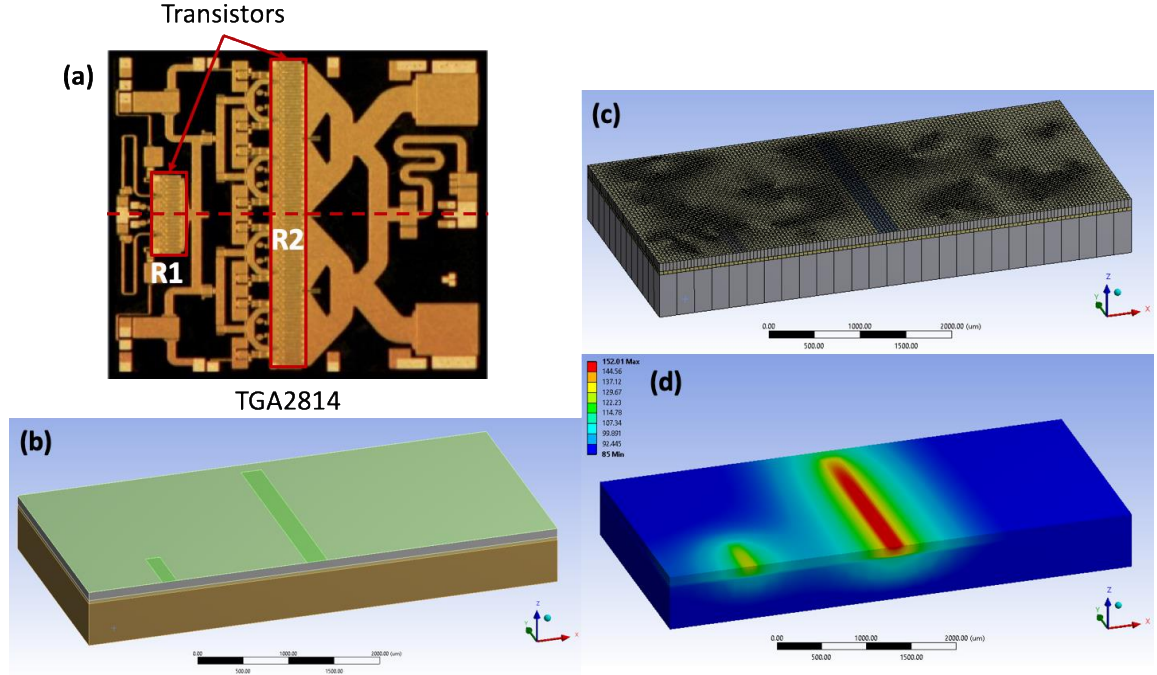 Transistors
(a)
R1
R2
TGA2814
(b)
Z
Y
X
0.00
1000.00
2000.00 (um)
500.00
1500.00
(c)
Z
Y
X
0.00
1000.00
2000.00 (um)
500.00
1500.00
(d)
152.01 Max
144.56
137.12
129.67
122.23
114.78
107.34
99.891
92.445
85 Min
Z
Y
X
0.00
1000.00
2000.00 (um)
500.00
1500.00